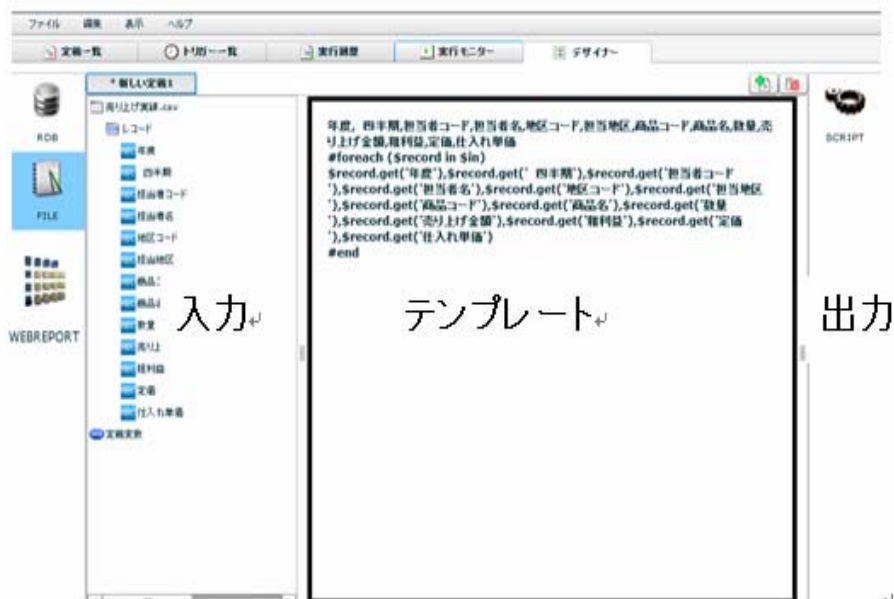 ファイル 編集 表示 ヘルプ
定義一覧 トリガー一覧 実行履歴 実行モニター デザイナー
* 新しい定義1
RDB
FILE
WEBREPORT
売り上げ実績.csv
レコード
年度
四半期
担当者コード
担当者名
地区コード
担当地区
商品コ
商品名
数量
売り上
粗利益
定価
仕入れ単価
定義変数
入力
年度, 四半期,担当者コード,担当者名,地区コード,担当地区,商品コード,商品名,数量,売
り上げ金額,粗利益,定価,仕入れ単価
#foreach ($record in $in)
$record.get('年度'),$record.get(' 四半期'),$record.get('担当者コード
'),$record.get('担当者名'),$record.get('地区コード'),$record.get('担当地区
'),$record.get('商品コード'),$record.get('商品名'),$record.get('数量
'),$record.get('売り上げ金額'),$record.get('粗利益'),$record.get('定価
'),$record.get('仕入れ単価')
#end
テンプレート
SCRIPT
出力